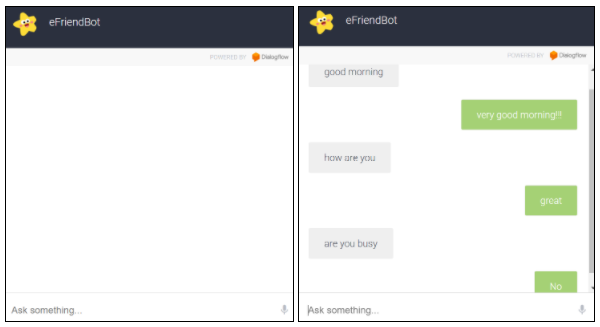 eFriendBot
POWERED BY Dialogflow
Ask something...
eFriendBot
POWERED BY Dialogflow
good morning
very good morning!!!
how are you
great
are you busy
No
Ask something...